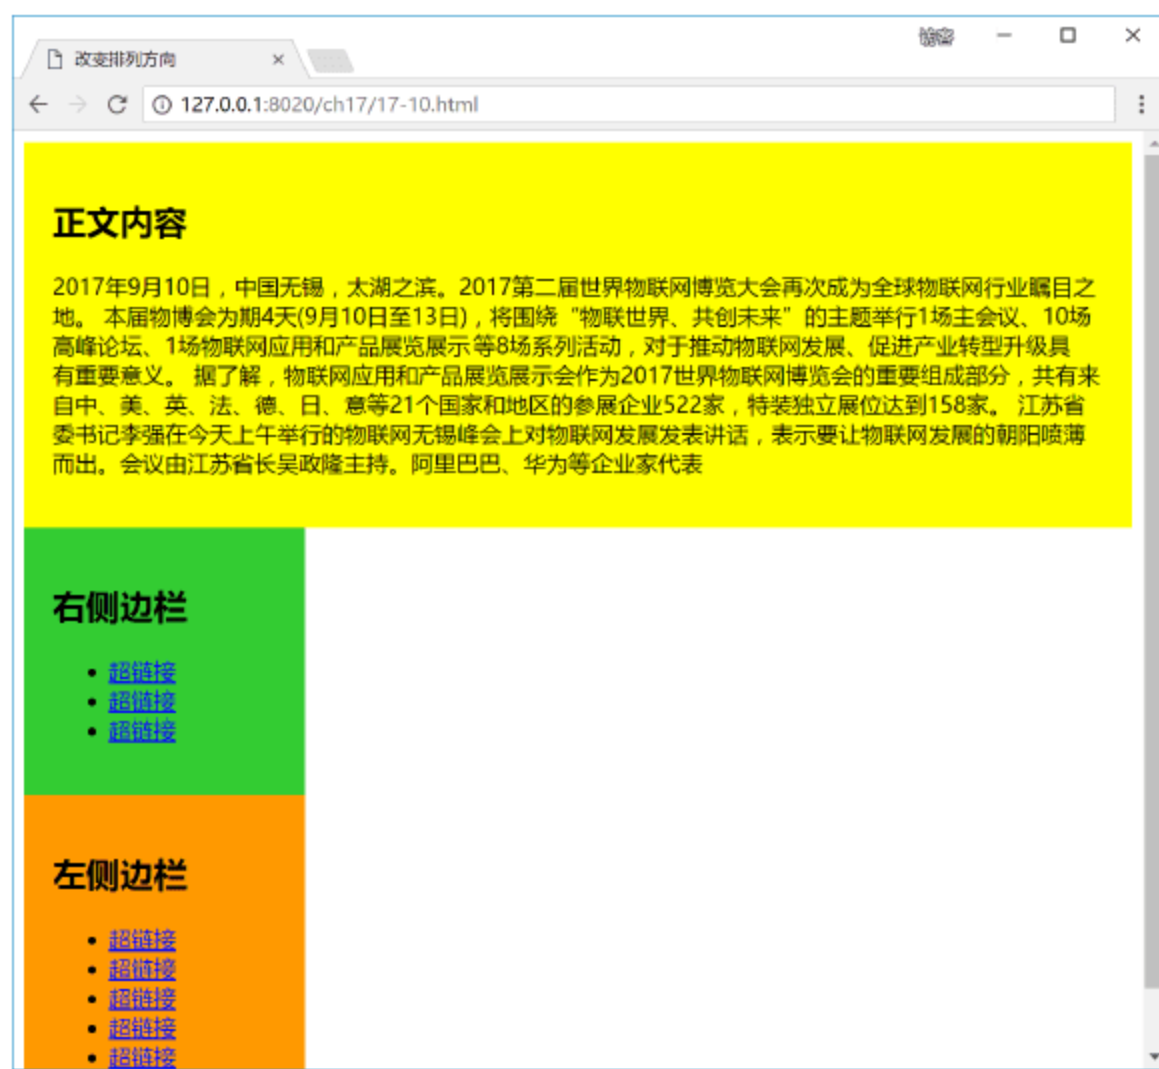 游客
改变排列方向
127.0.0.1:8020/ch17/17-10.html
正文内容
2017年9月10日，中国无锡，太湖之滨。2017第二届世界物联网博览大会再次成为全球物联网行业瞩目之
地。 本届物博会为期4天(9月10日至13日)，将围绕“物联世界、共创未来”的主题举行1场主会议、10场
高峰论坛、1场物联网应用和产品展览展示等8场系列活动，对于推动物联网发展、促进产业转型升级具
有重要意义。 据了解，物联网应用和产品展览展示会作为2017世界物联网博览会的重要组成部分，共有来
自中、美、英、法、德、日、意等21个国家和地区的参展企业522家，特装独立展位达到158家。 江苏省
委书记李强在今天上午举行的物联网无锡峰会上对物联网发展发表讲话，表示要让物联网发展的朝阳喷薄
而出。会议由江苏省长吴政隆主持。阿里巴巴、华为等企业家代表
右侧边栏
超链接
超链接
超链接
左侧边栏
超链接
超链接
超链接
超链接
超链接